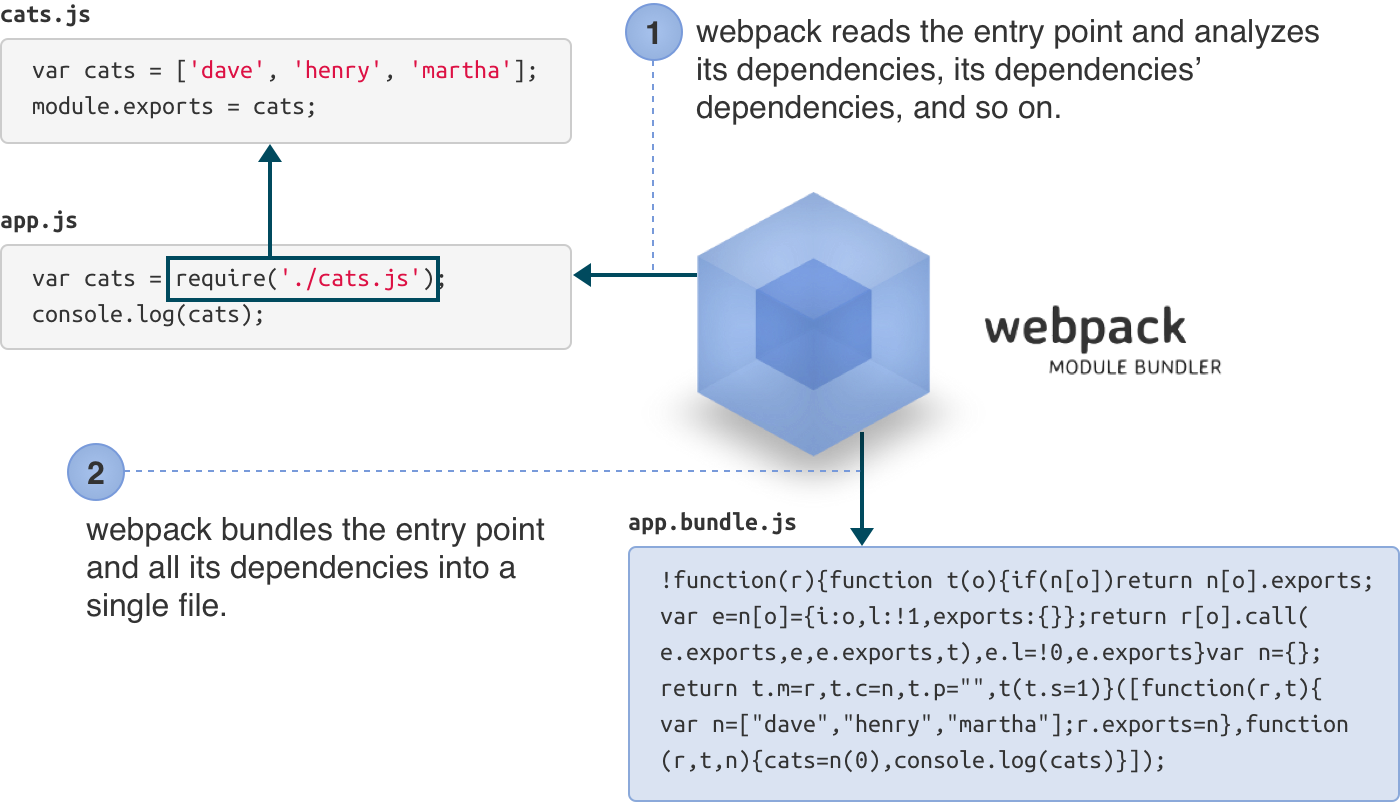 cats.js
var cats = ['dave', 'henry', 'martha'];
module.exports = cats;
1
webpack reads the entry point and analyzes
its dependencies, its dependencies’
dependencies, and so on.
app.js
var cats = require('./cats.js');
console.log(cats);
webpack
MODULE BUNDLER
2
webpack bundles the entry point
and all its dependencies into a
single file.
app.bundle.js
!function(r){function t(o){if(n[o])return n[o].exports;
var e=n[o]={i:o,l:!1,exports:{}};return r[o].call(
e.exports,e,e.exports,t),e.l=!0,e.exports}var n={};
return t.m=r,t.c=n,t.p="",t(t.s=1)}([function(r,t){
var n=["dave","henry","martha"];r.exports=n},function
(r,t,n){cats=n(0),console.log(cats)}]);